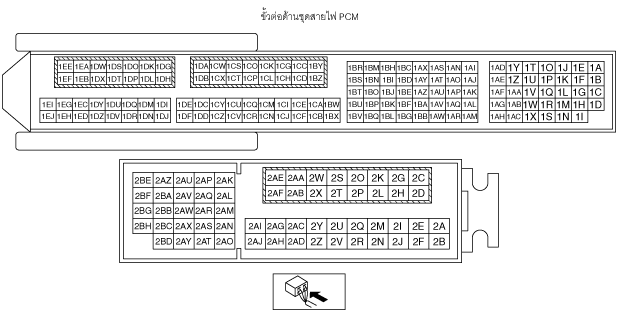 ขั้วต่อด้านชุดสายไฟ PCM
1EE 1EA 1DW 1DS 1DO 1DK 1DG
1EF 1EB 1DX 1DT 1DP 1DL 1DH
1DA 1CW 1CS 1CO 1CK 1CG 1CC 1BY
1DB 1CX 1CT 1CP 1CL 1CH 1CD 1BZ
1EI 1EG 1EC 1DY 1DU 1DQ 1DM 1DI
1EJ 1EH 1ED 1DZ 1DV 1DR 1DN 1DJ
1DE 1DC 1CY 1CU 1CQ 1CM 1CI 1CE 1CA 1BW
1DF 1DD 1CZ 1CV 1CR 1CN 1CJ 1CF 1CB 1BX
1BR 1BM 1BH 1BC 1AX 1AS 1AN 1AI
1BS 1BN 1BI 1BD 1AY 1AT 1AO 1AJ
1BT 1BO 1BJ 1BE 1AZ 1AU 1AP 1AK
1BU 1BP 1BK 1BF 1BA 1AV 1AQ 1AL
1BV 1BQ 1BL 1BG 1BB 1AW 1AR 1AM
1AD 1Y 1T 1O 1J 1E 1A
1AE 1Z 1U 1P 1K 1F 1B
1AF 1AA 1V 1Q 1L 1G 1C
1AG 1AB 1W 1R 1M 1H 1D
1AH 1AC 1X 1S 1N 1I
2BE 2AZ 2AU 2AP 2AK
2BF 2BA 2AV 2AQ 2AL
2BG 2BB 2AW 2AR 2AM
2BH 2BC 2AX 2AS 2AN
2BD 2AY 2AT 2AO
2AE 2AA 2W 2S 2O 2K 2G 2C
2AF 2AB 2X 2T 2P 2L 2H 2D
2AI 2AG 2AC 2Y 2U 2Q 2M 2I 2E 2A
2AJ 2AH 2AD 2Z 2V 2R 2N 2J 2F 2B